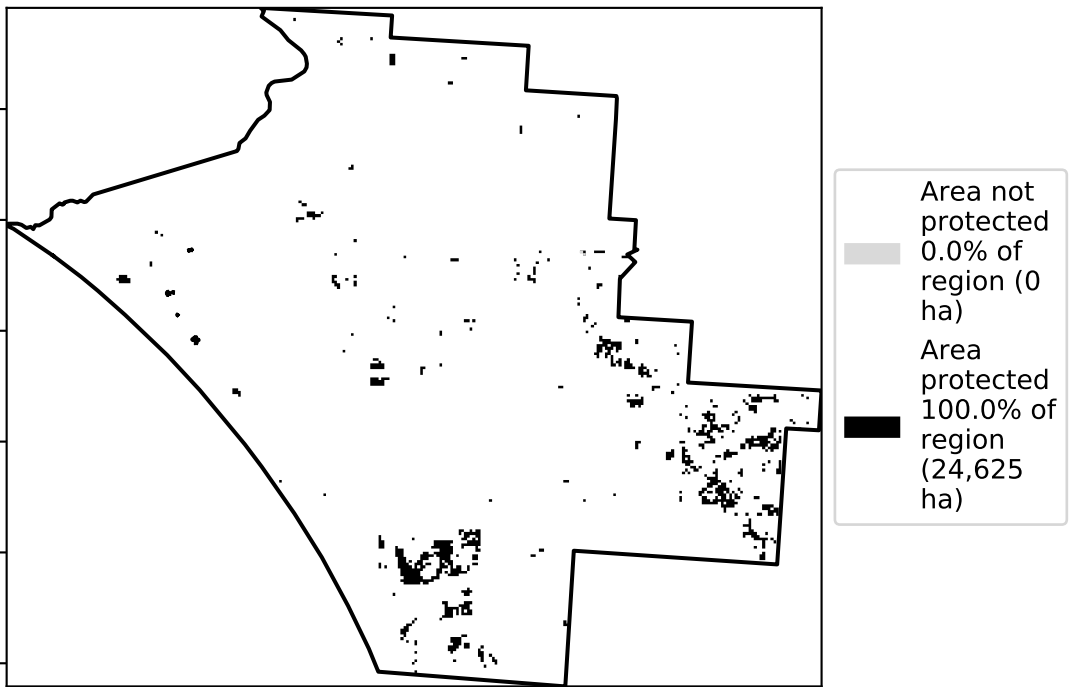 Area not
protected
0.0% of
region (0
ha)
Area
protected
100.0% of
region
(24,625
ha)